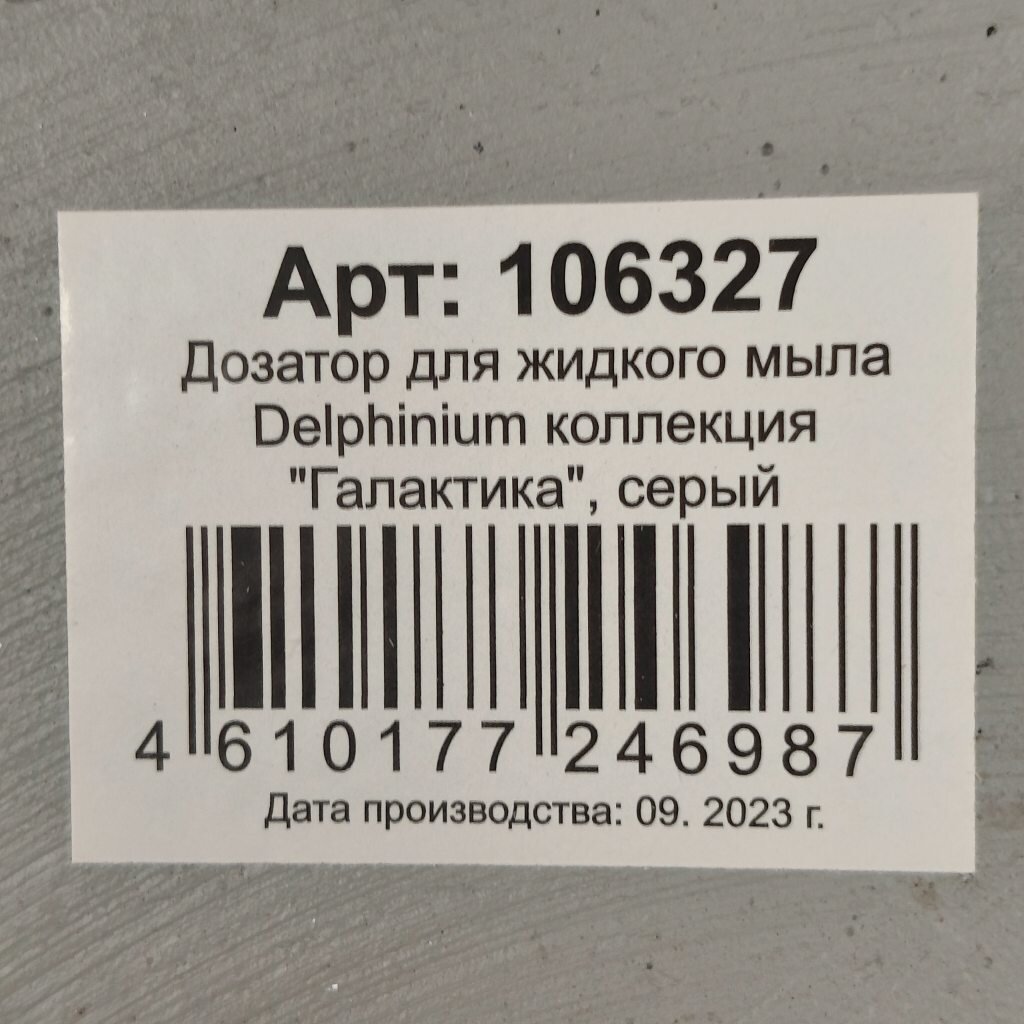 Арт: 106327
Дозатор для жидкого мыла
Delphinium коллекция
"Галактика", серый
4 610177 246987
Дата производства: 09. 2023 г.